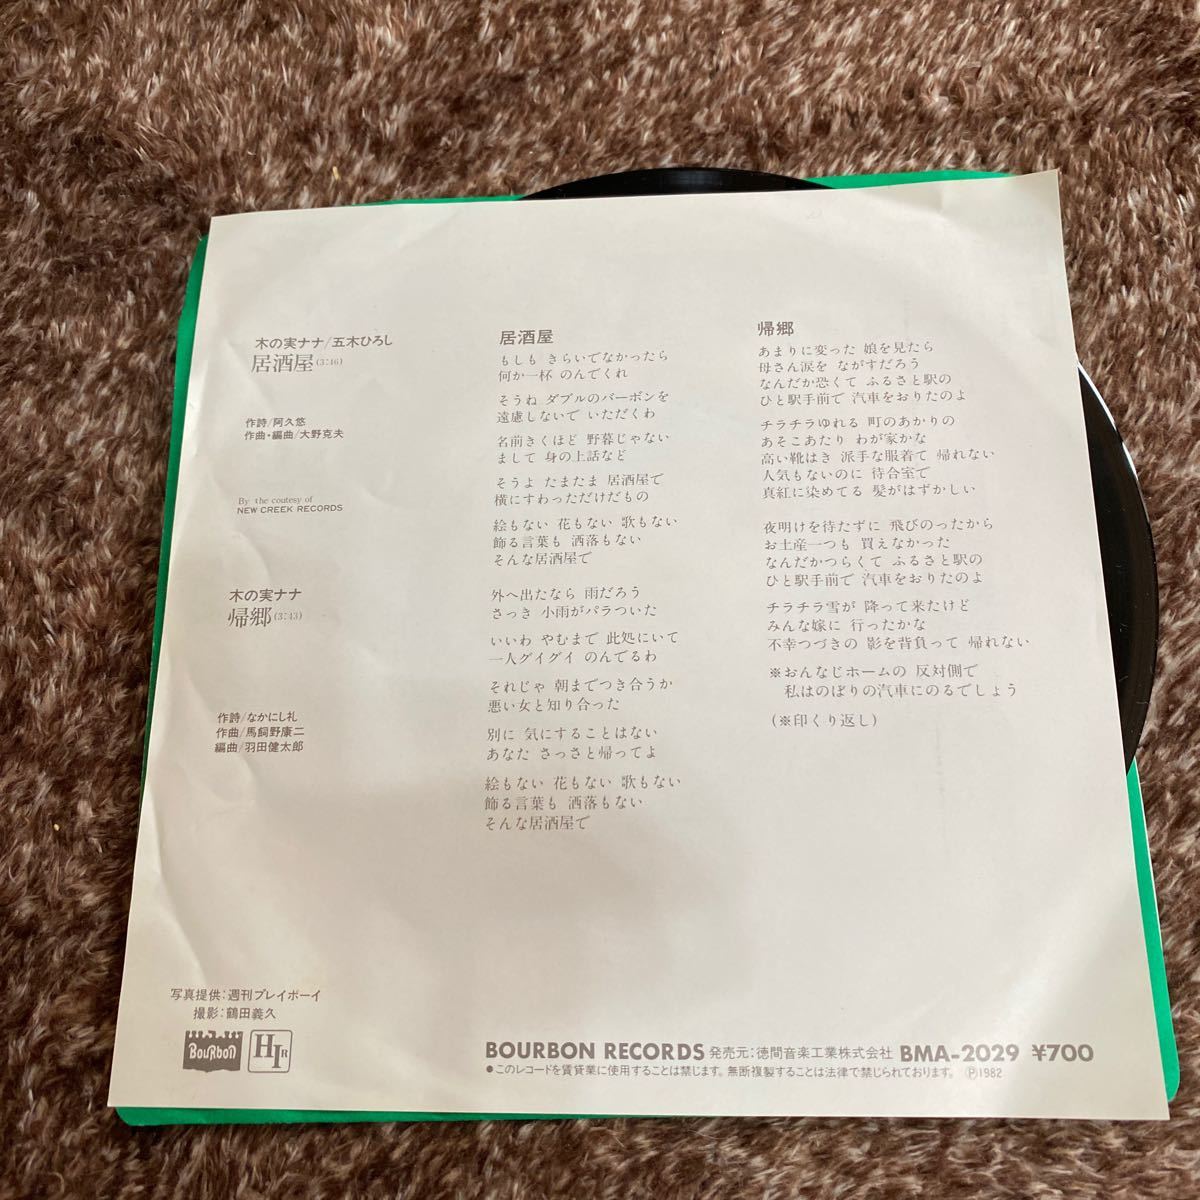 木の実ナナ/五木ひろし
居酒屋(3:46)
作詩/阿久悠
作曲・編曲/大野克夫
By the coutesy of
NEW CREEK RECORDS
木の実ナナ
帰郷(3:43)
作詩/なかにし礼
作曲/馬飼野康二
編曲/羽田健太郎
居酒屋
もしも きらいでなかったら
何か一杯 のんでくれ
そうね ダブルのバーボンを
遠慮しないで いただくわ
名前きくほど 野暮じゃない
まして 身の上話など
そうよ たまたま 居酒屋で
横にすわっただけだもの
絵もない 花もない 歌もない
飾る言葉も 洒落もない
そんな居酒屋で
外へ出たなら 雨だろう
さっき 小雨がパラついた
いいわ やむまで 此処にいて
一人グイグイ のんでるわ
それじゃ 朝までつき合うか
悪い女と知り合った
別に 気にすることはない
あなた さっさと帰ってよ
絵もない 花もない 歌もない
飾る言葉も 洒落もない
そんな居酒屋で
帰郷
あまりに変った 娘を見たら
母さん涙を ながすだろう
なんだか恐くて ふるさと駅の
ひと駅手前で 汽車をおりたのよ
チラチラゆれる 町のあかりの
あそこあたり わが家かな
高い靴はき 派手な服着て 帰れない
人気もないのに 待合室で
真紅に染めてる 髪がはずかしい
夜明けを待たずに 飛びのったから
お土産一つも 買えなかった
なんだかつらくて ふるさと駅の
ひと駅手前で 汽車をおりたのよ
チラチラ雪が 降って来たけど
みんな嫁に 行ったかな
不幸つづきの 影を背負って 帰れない
※おんなじホームの 反対側で
私はのぼりの汽車にのるでしょう
(※印くり返し)
写真提供:週刊プレイボーイ
撮影:鶴田義久
BouRboN
HIR
BOURBON RECORDS 発売元:徳間音楽工業株式会社 BMA-2029 ¥700
●このレコードを賃貸業に使用することは禁じます。無断複製することは法律で禁じられております。 Ⓟ1982